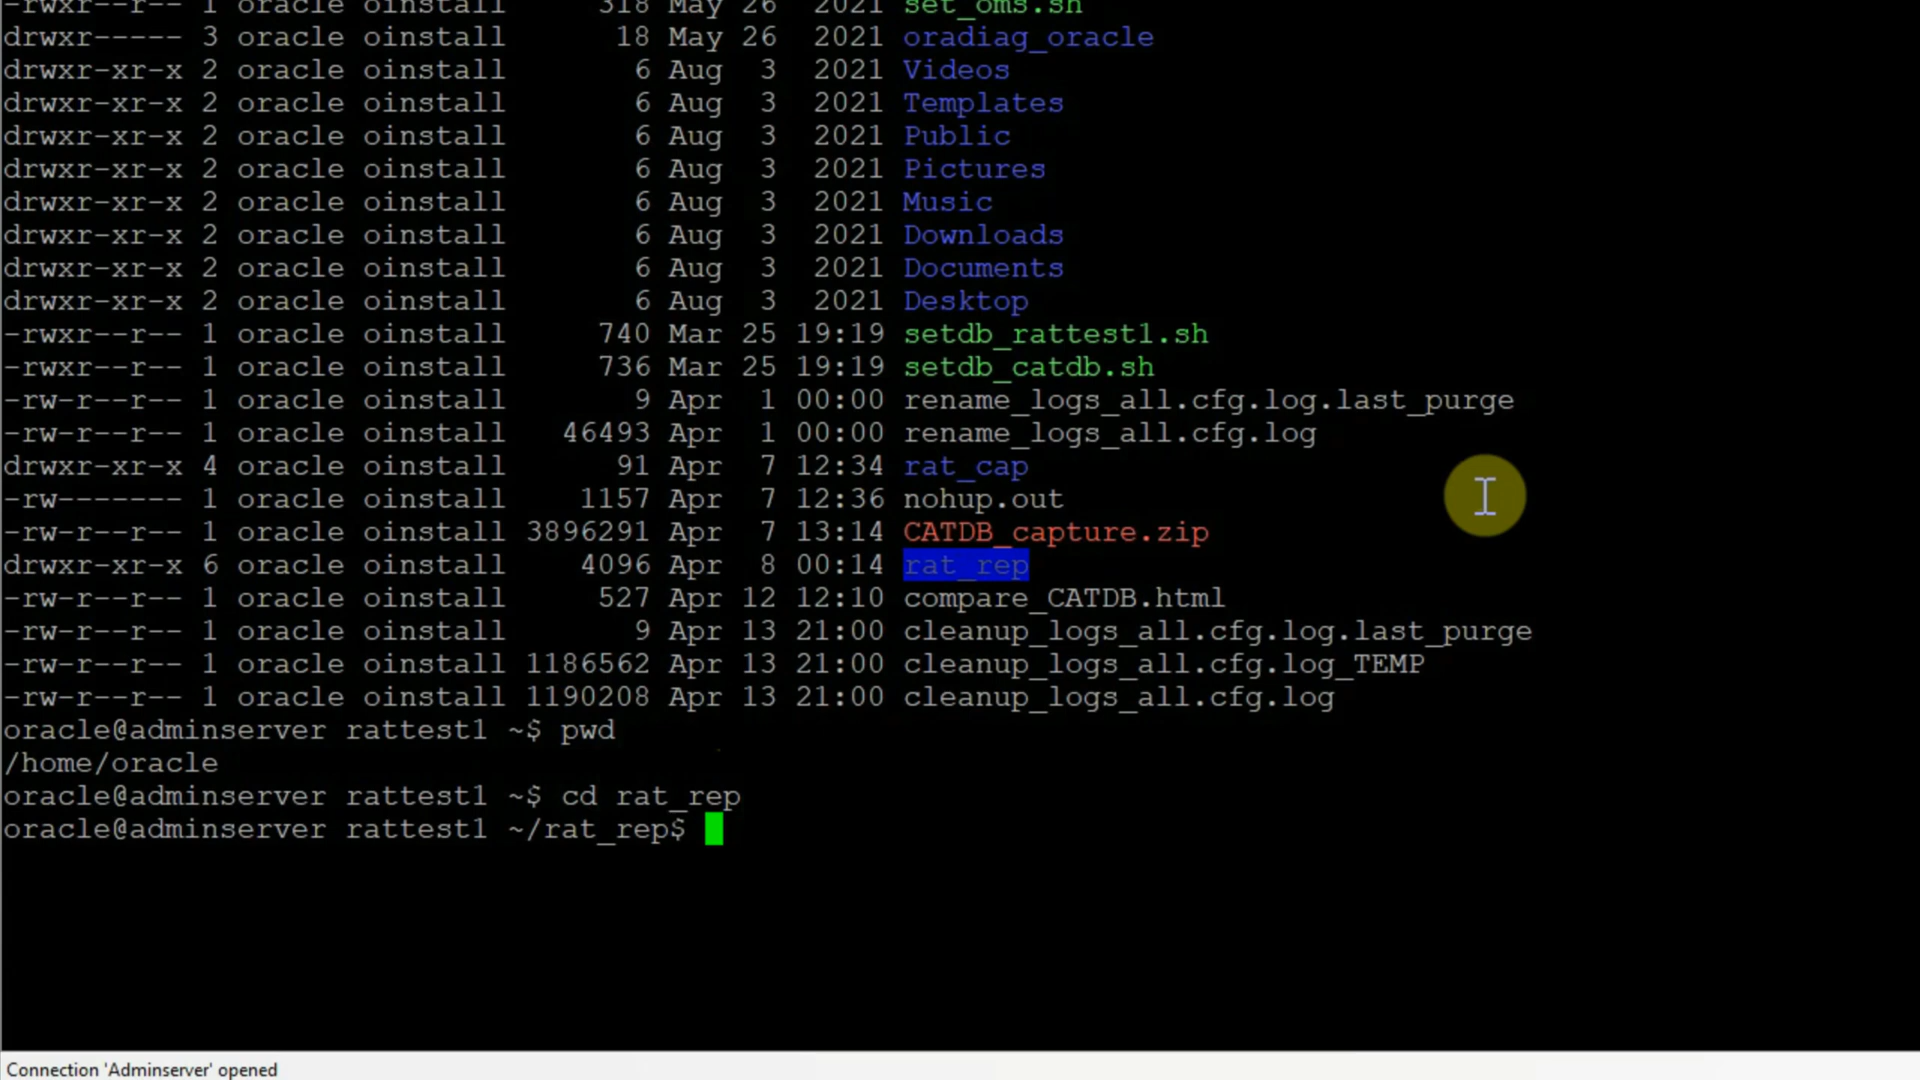 -rwxr--r-- 1 oracle oinstall 318 May 26 2021 set_oms.sh
drwxr----- 3 oracle oinstall 18 May 26 2021 oradiag_oracle
drwxr-xr-x 2 oracle oinstall 6 Aug 3 2021 Videos
drwxr-xr-x 2 oracle oinstall 6 Aug 3 2021 Templates
drwxr-xr-x 2 oracle oinstall 6 Aug 3 2021 Public
drwxr-xr-x 2 oracle oinstall 6 Aug 3 2021 Pictures
drwxr-xr-x 2 oracle oinstall 6 Aug 3 2021 Music
drwxr-xr-x 2 oracle oinstall 6 Aug 3 2021 Downloads
drwxr-xr-x 2 oracle oinstall 6 Aug 3 2021 Documents
drwxr-xr-x 2 oracle oinstall 6 Aug 3 2021 Desktop
-rwxr--r-- 1 oracle oinstall 740 Mar 25 19:19 setdb_rattest1.sh
-rwxr--r-- 1 oracle oinstall 736 Mar 25 19:19 setdb_catdb.sh
-rw-r--r-- 1 oracle oinstall 9 Apr 1 00:00 rename_logs_all.cfg.log.last_purge
-rw-r--r-- 1 oracle oinstall 46493 Apr 1 00:00 rename_logs_all.cfg.log
drwxr-xr-x 4 oracle oinstall 91 Apr 7 12:34 rat_cap
-rw------- 1 oracle oinstall 1157 Apr 7 12:36 nohup.out
-rw-r--r-- 1 oracle oinstall 3896291 Apr 7 13:14 CATDB_capture.zip
drwxr-xr-x 6 oracle oinstall 4096 Apr 8 00:14 rat_rep
-rw-r--r-- 1 oracle oinstall 527 Apr 12 12:10 compare_CATDB.html
-rw-r--r-- 1 oracle oinstall 9 Apr 13 21:00 cleanup_logs_all.cfg.log.last_purge
-rw-r--r-- 1 oracle oinstall 1186562 Apr 13 21:00 cleanup_logs_all.cfg.log_TEMP
-rw-r--r-- 1 oracle oinstall 1190208 Apr 13 21:00 cleanup_logs_all.cfg.log
oracle@adminserver rattest1 ~$ pwd
/home/oracle
oracle@adminserver rattest1 ~$ cd rat_rep
oracle@adminserver rattest1 ~/rat_rep$
Connection 'Adminserver' opened